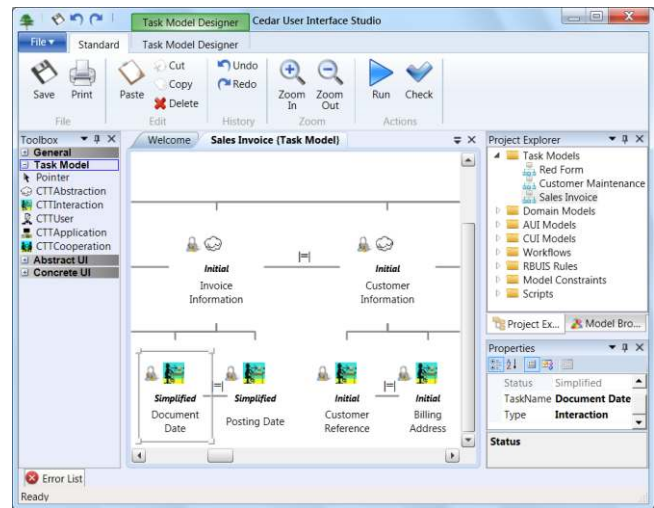 Task Model Designer Cedar User Interface Studio
File Standard Task Model Designer
Save Print Paste Cut Copy Delete Undo Redo Zoom In Zoom Out Run Check
File Edit History Zoom Actions
Toolbox
General
Task Model
Pointer
CTTAbstraction
CTTInteraction
CTTUser
CTTApplication
CTTCooperation
Abstract UI
Concrete UI
Welcome Sales Invoice (Task Model)
Initial |=| Initial
Invoice
Information
Customer
Information
Simplified |=| Simplified Initial |=| Initial
Document
Date
Posting Date
Customer
Reference
Billing
Address
Project Explorer
Task Models
Red Form
Customer Maintenance
Sales Invoice
Domain Models
AUI Models
CUI Models
Workflows
RBUIS Rules
Model Constraints
Scripts
Project Ex... Model Bro...
Properties
Status Simplified
TaskName Document Date
Type Interaction
Status
Error List
Ready